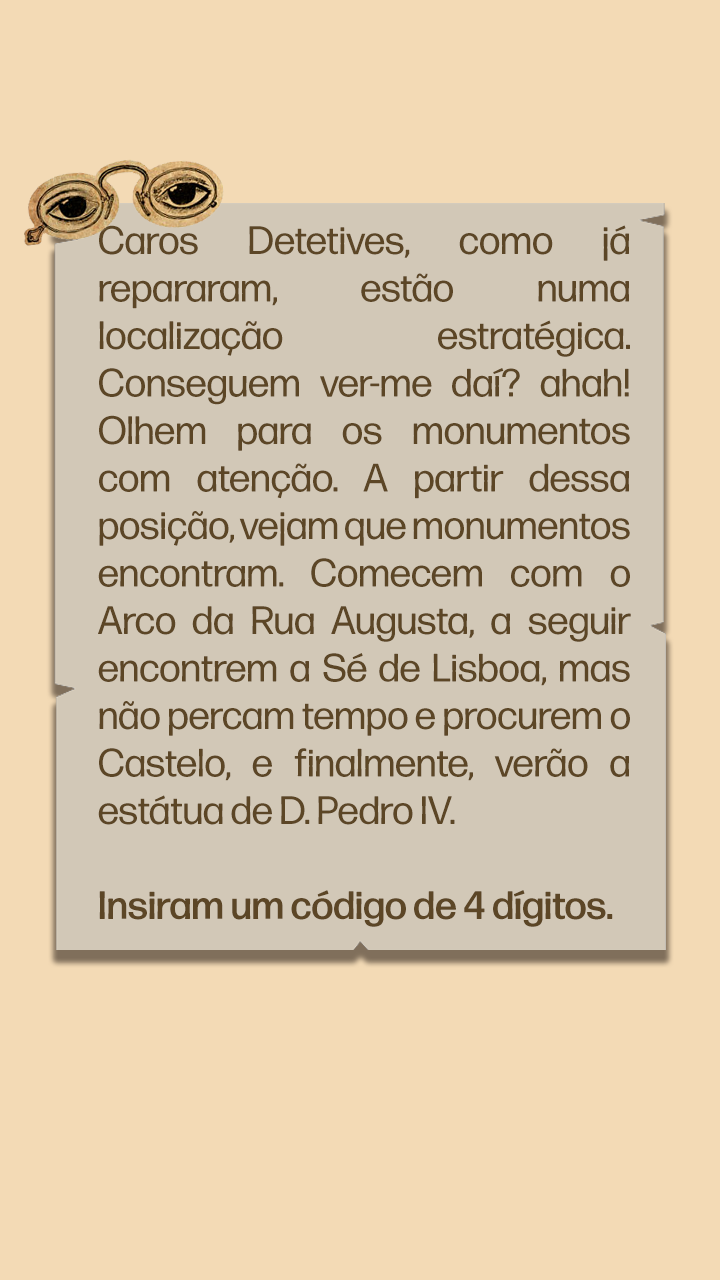 Caros Detetives, como já
repararam, estão numa
localização estratégica.
Conseguem ver-me daí? ahah!
Olhem para os monumentos
com atenção. A partir dessa
posição, vejam que monumentos
encontram. Comecem com o
Arco da Rua Augusta, a seguir
encontrem a Sé de Lisboa, mas
não percam tempo e procurem o
Castelo, e finalmente, verão a
estátua de D. Pedro IV.
Insiram um código de 4 dígitos.